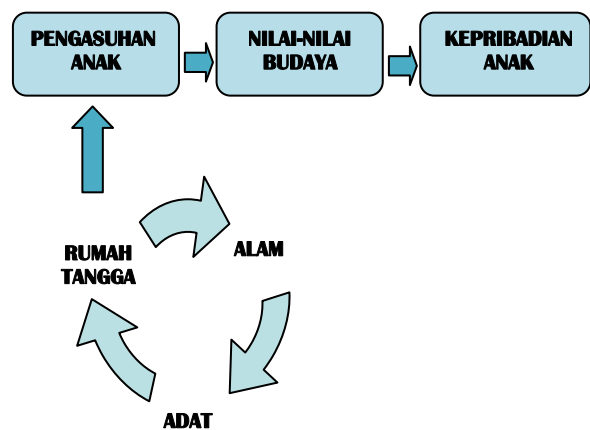 PENGASUHAN
ANAK
NILAI-NILAI
BUDAYA
KEPRIBADIAN
ANAK
RUMAH
TANGGA
ALAM
ADAT